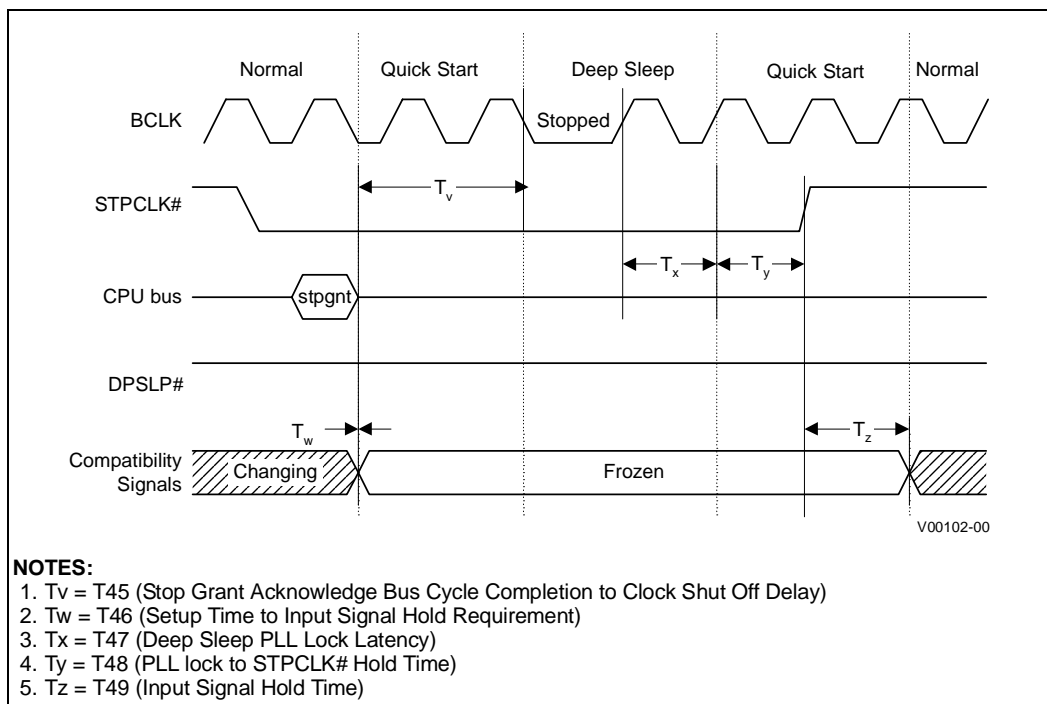 Normal Quick Start Deep Sleep Quick Start Normal
BCLK
Stopped
STPCLK#
Tv
CPU bus
stpgnt
Tx
Ty
DPSLP#
Tw
Tz
Compatibility
Signals
Changing
Frozen
V00102-00
NOTES:
1. Tv = T45 (Stop Grant Acknowledge Bus Cycle Completion to Clock Shut Off Delay)
2. Tw = T46 (Setup Time to Input Signal Hold Requirement)
3. Tx = T47 (Deep Sleep PLL Lock Latency)
4. Ty = T48 (PLL lock to STPCLK# Hold Time)
5. Tz = T49 (Input Signal Hold Time)